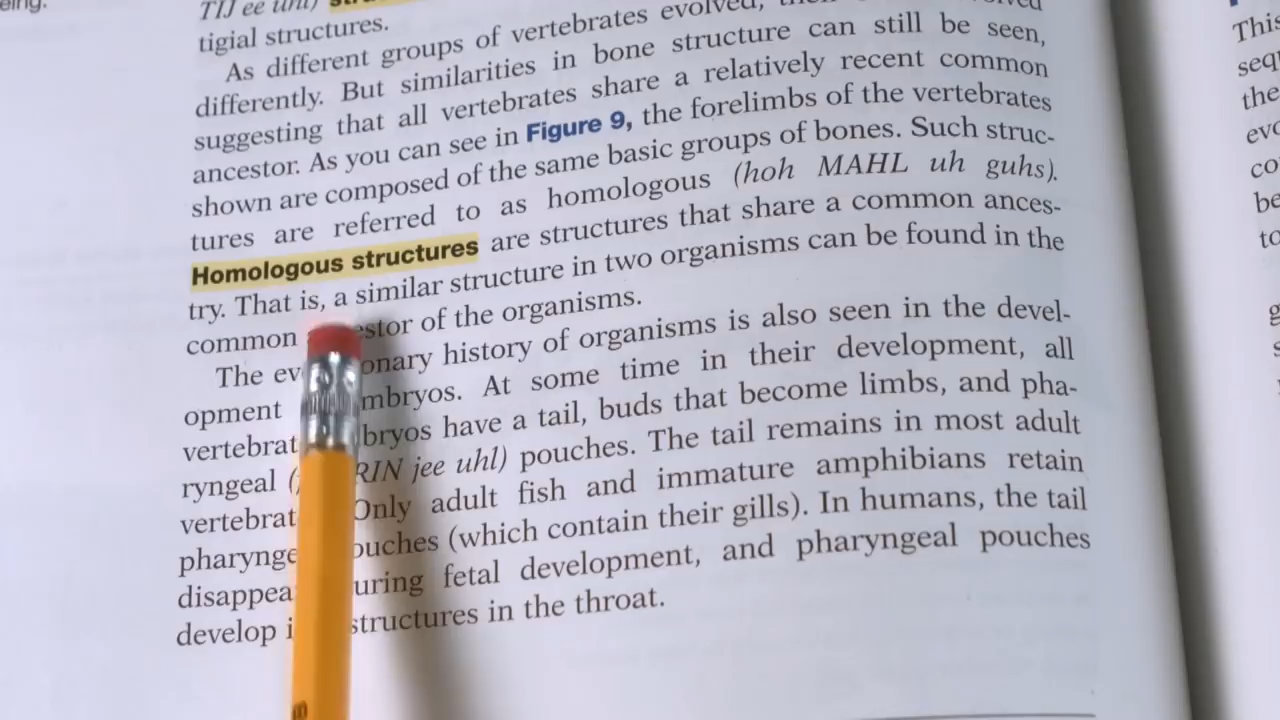 eing.
TIJ ee uhl)
tigial structures.
As different groups of vertebrates evolved,
differently. But similarities in bone structure can still be seen,
suggesting that all vertebrates share a relatively recent common
ancestor. As you can see in Figure 9, the forelimbs of the vertebrates
shown are composed of the same basic groups of bones. Such struc-
tures are referred to as homologous (hoh MAHL uh guhs).
Homologous structures are structures that share a common ances-
try. That is, a similar structure in two organisms can be found in the
common estor of the organisms.
The ev onary history of organisms is also seen in the devel-
opment mbryos. At some time in their development, all
vertebrat bryos have a tail, buds that become limbs, and pha-
ryngeal ( RIN jee uhl) pouches. The tail remains in most adult
vertebrat Only adult fish and immature amphibians retain
pharynge ouches (which contain their gills). In humans, the tail
disappea uring fetal development, and pharyngeal pouches
develop i structures in the throat.
This
seq
the
evo
co
be
to